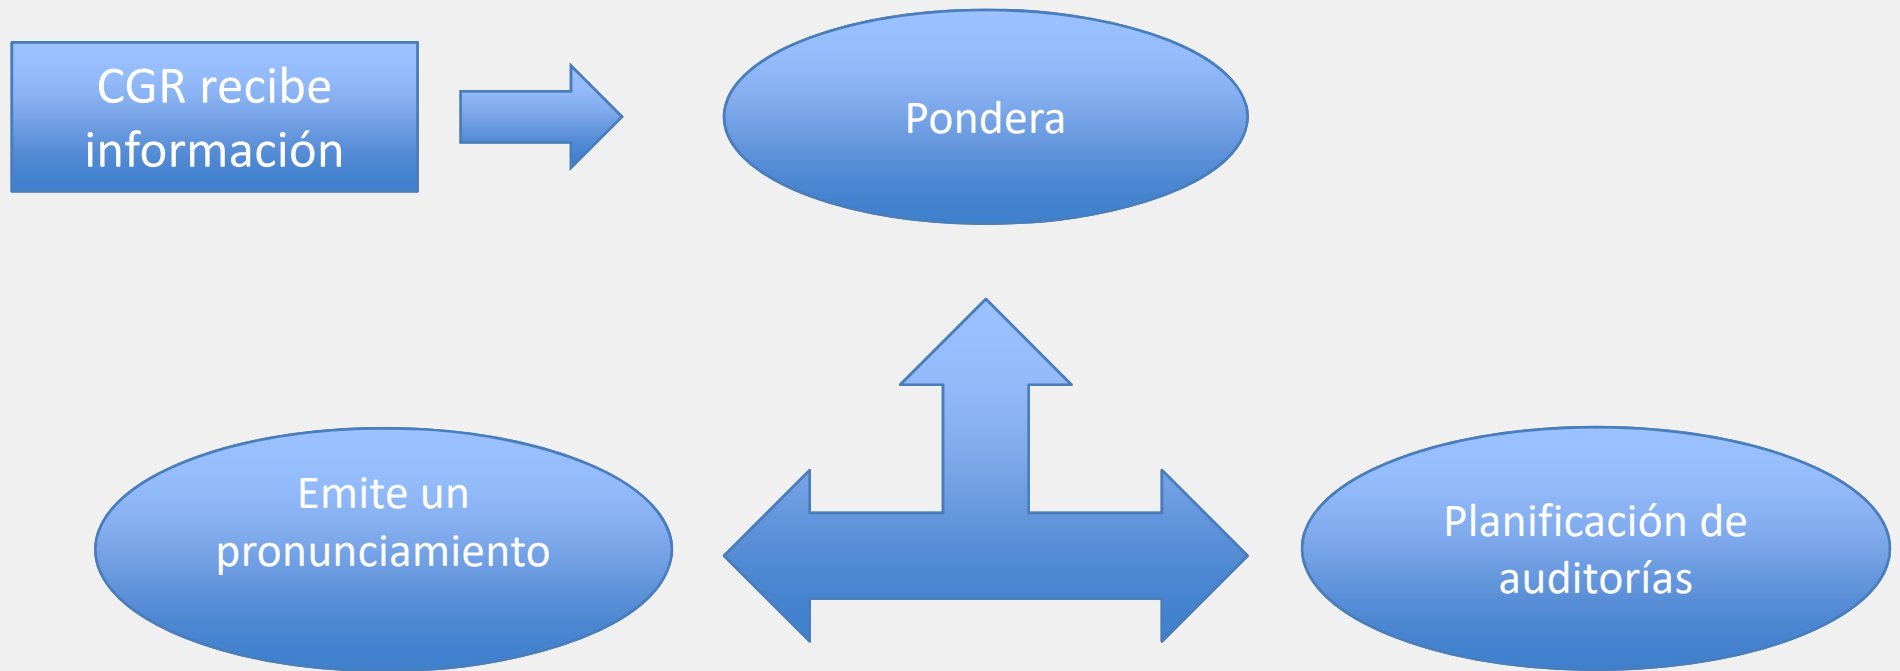 CGR recibe
información
Pondera
Emite un
pronunciamiento
Planificación de
auditorías